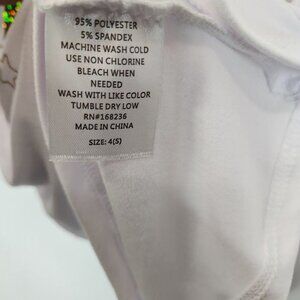 95% POLYESTER
5% SPANDEX
MACHINE WASH COLD
USE NON CHLORINE
BLEACH WHEN
NEEDED
WASH WITH LIKE COLOR
TUMBLE DRY LOW
RN#168236
MADE IN CHINA
SIZE: 4(S)